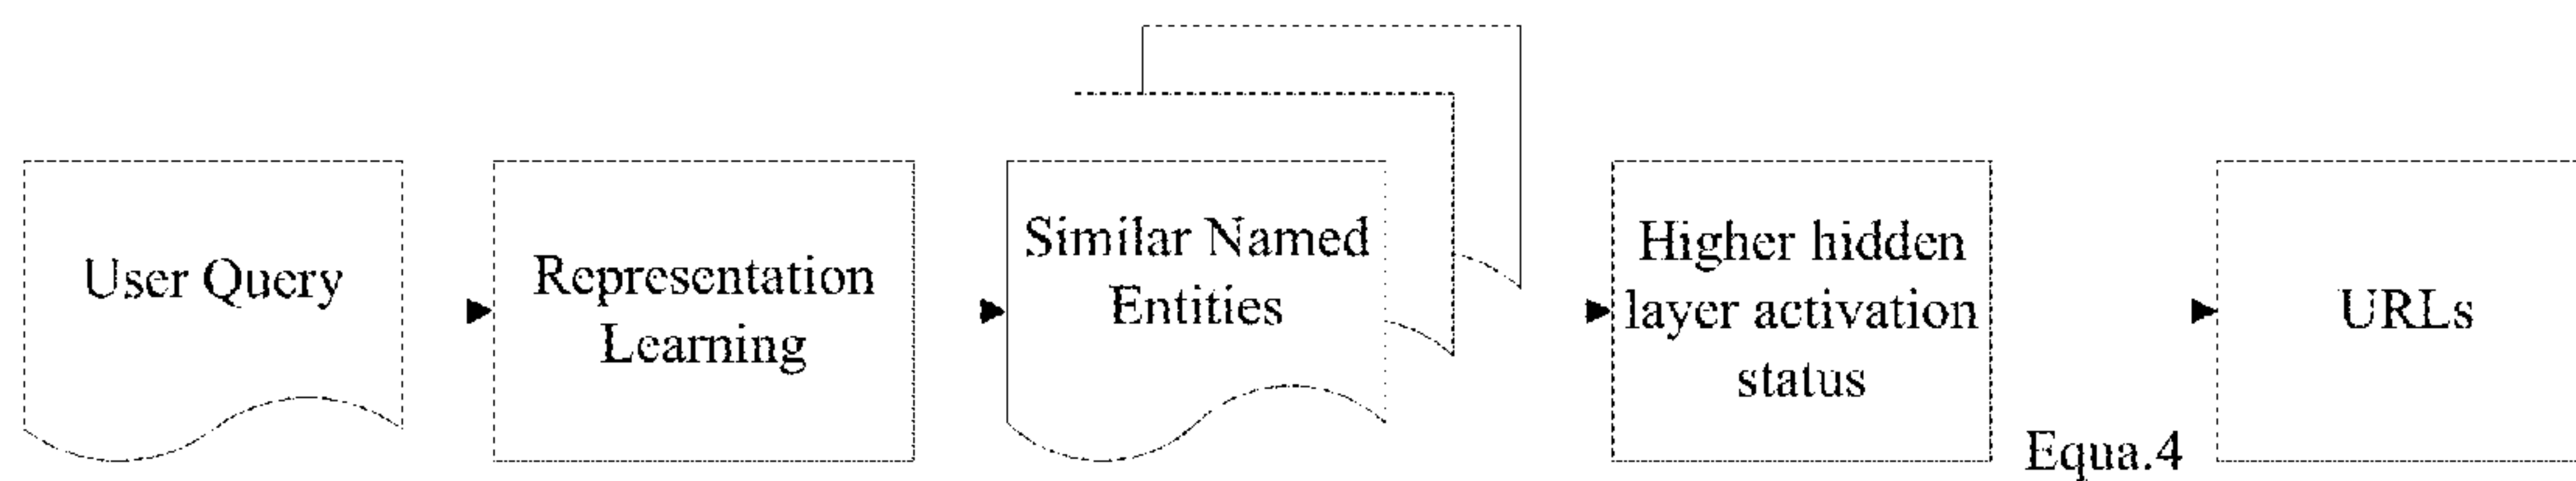 User Query
Representation
Learning
Similar Named
Entities
Higher hidden
layer activation
status
Equa.4
URLs